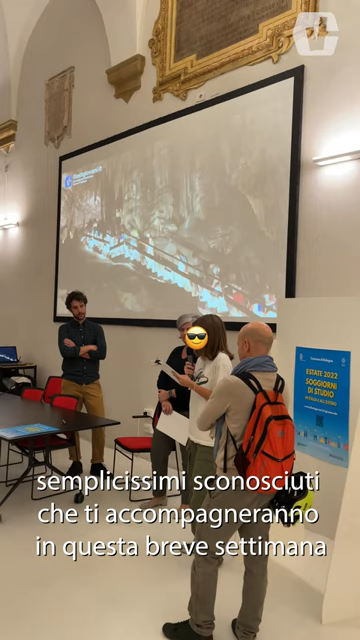 ESTATE 2022
SOGGIORNI
DI STUDIO
semplicissimi sconosciuti
che ti accompagneranno
in questa breve settimana